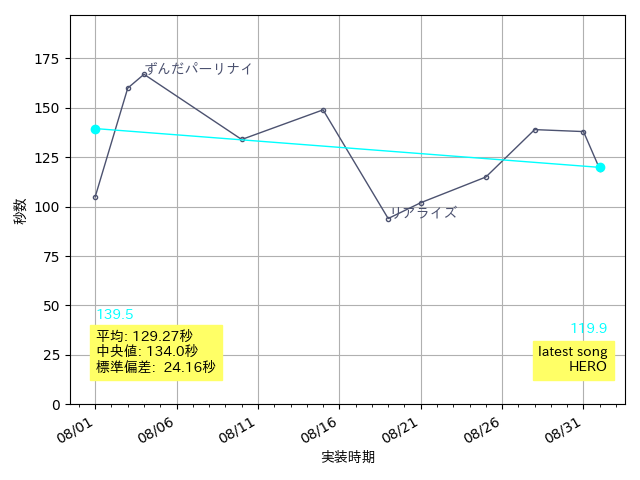 175
150
125
100
75
50
25
0
秒数
ずんだパーリナイ
リアライズ
139.5
119.9
平均: 129.27秒
中央値: 134.0秒
標準偏差: 24.16秒
latest song
HERO
08/01
08/06
08/11
08/16
08/21
08/26
08/31
実装時期